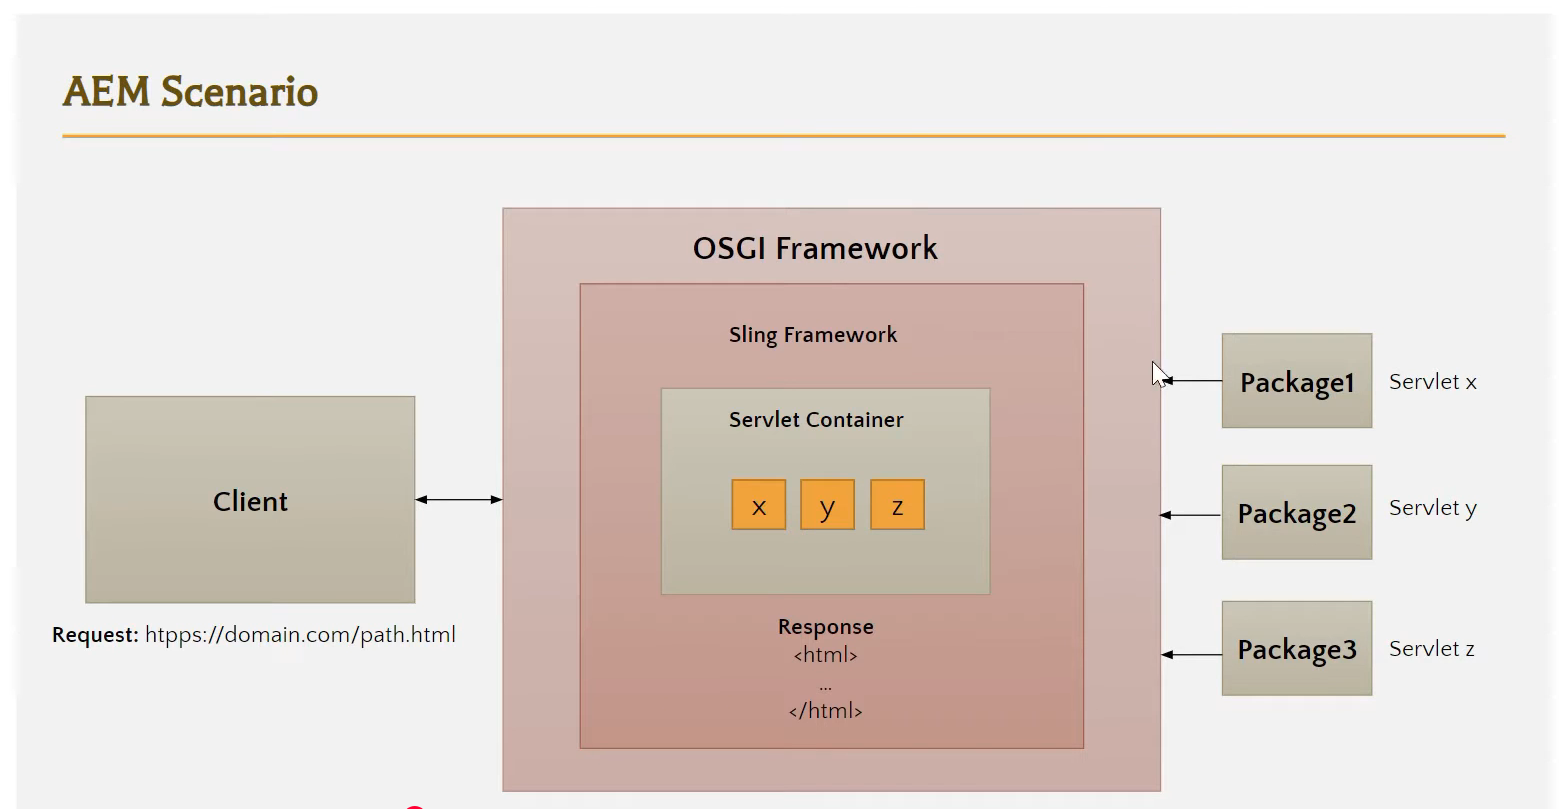 AEM Scenario
OSGI Framework
Sling Framework
Servlet Container
x y z
Response
<html>
...
</html>
Client
Request: htpps://domain.com/path.html
Package1 Servlet x
Package2 Servlet y
Package3 Servlet z